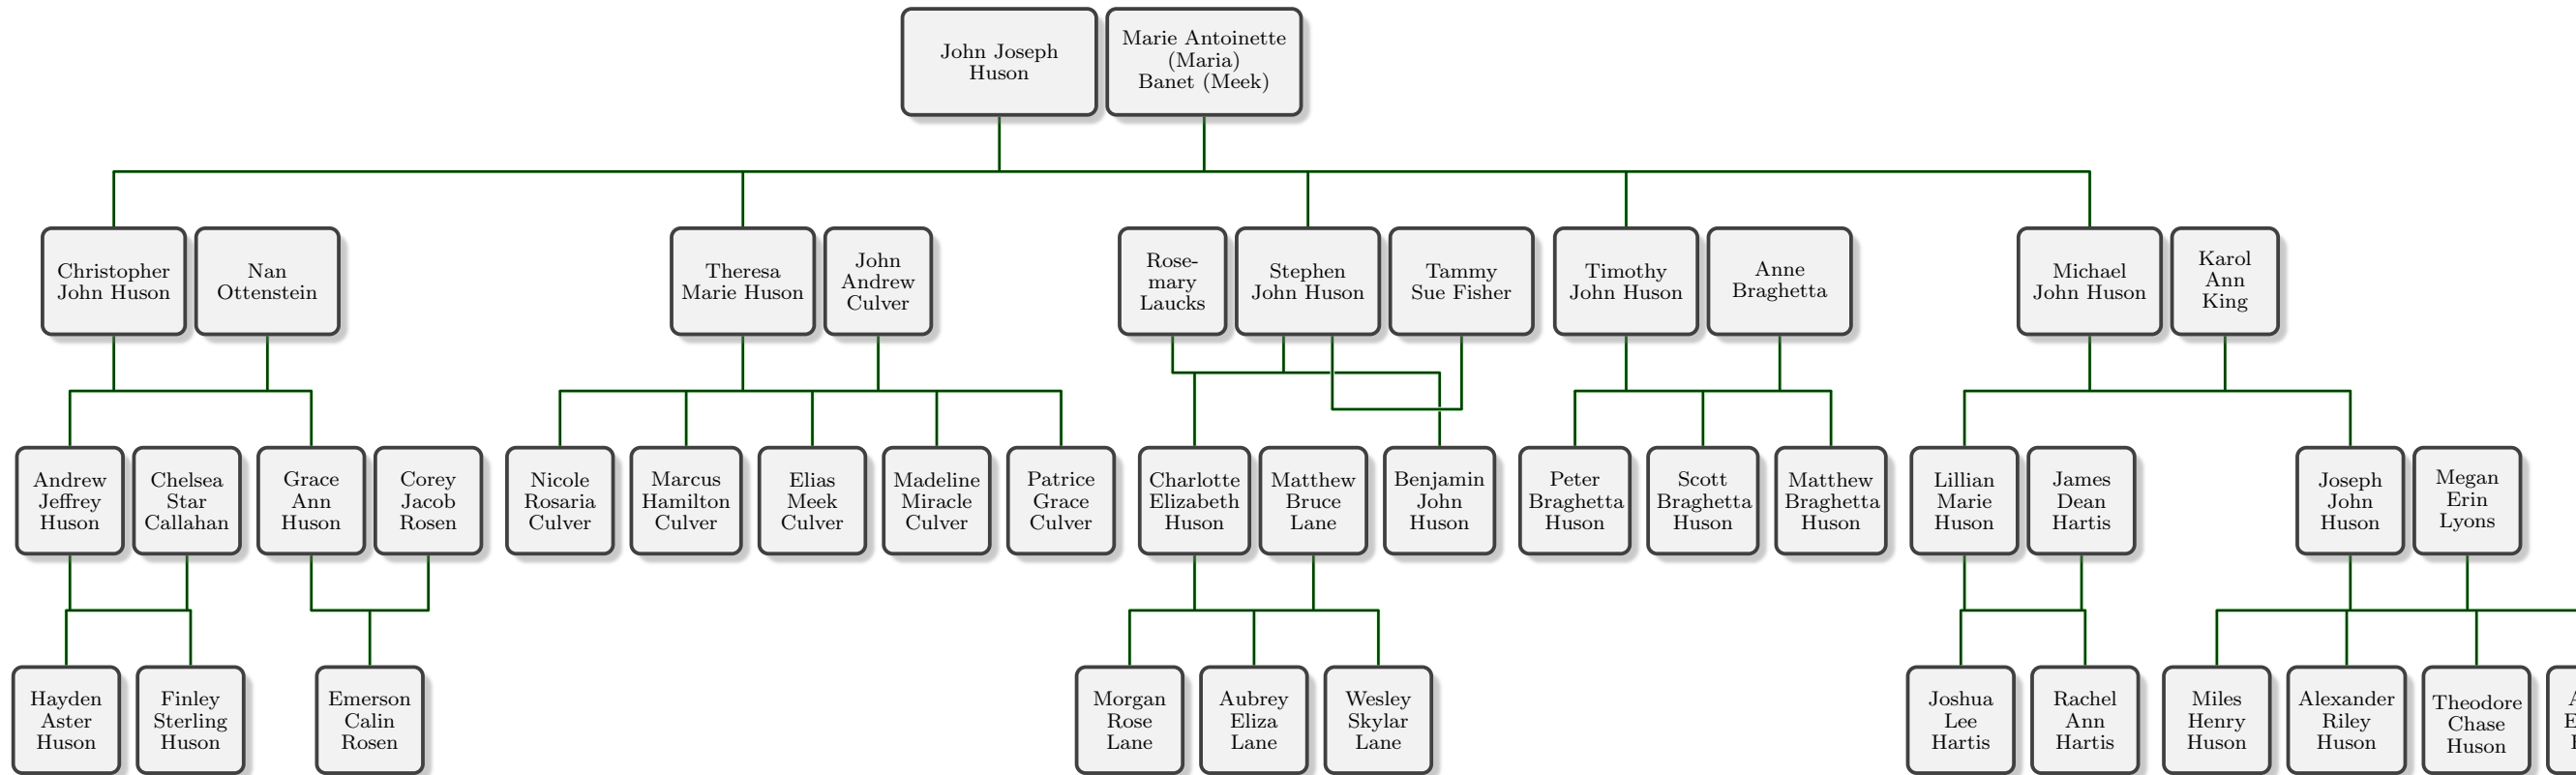 John Joseph
Huson
Marie Antoinette
(Maria)
Banet (Meek)
Christopher
John Huson
Nan
Ottenstein
Theresa
Marie Huson
John
Andrew
Culver
Rose-
mary
Laucks
Stephen
John Huson
Tammy
Sue Fisher
Timothy
John Huson
Anne
Braghetta
Michael
John Huson
Karol
Ann
King
Andrew
Jeffrey
Huson
Chelsea
Star
Callahan
Grace
Ann
Huson
Corey
Jacob
Rosen
Nicole
Rosaria
Culver
Marcus
Hamilton
Culver
Elias
Meek
Culver
Madeline
Miracle
Culver
Patrice
Grace
Culver
Charlotte
Elizabeth
Huson
Matthew
Bruce
Lane
Benjamin
John
Huson
Peter
Braghetta
Huson
Scott
Braghetta
Huson
Matthew
Braghetta
Huson
Lillian
Marie
Huson
James
Dean
Hartis
Joseph
John
Huson
Megan
Erin
Lyons
Hayden
Aster
Huson
Finley
Sterling
Huson
Emerson
Calin
Rosen
Morgan
Rose
Lane
Aubrey
Eliza
Lane
Wesley
Skylar
Lane
Joshua
Lee
Hartis
Rachel
Ann
Hartis
Miles
Henry
Huson
Alexander
Riley
Huson
Theodore
Chase
Huson